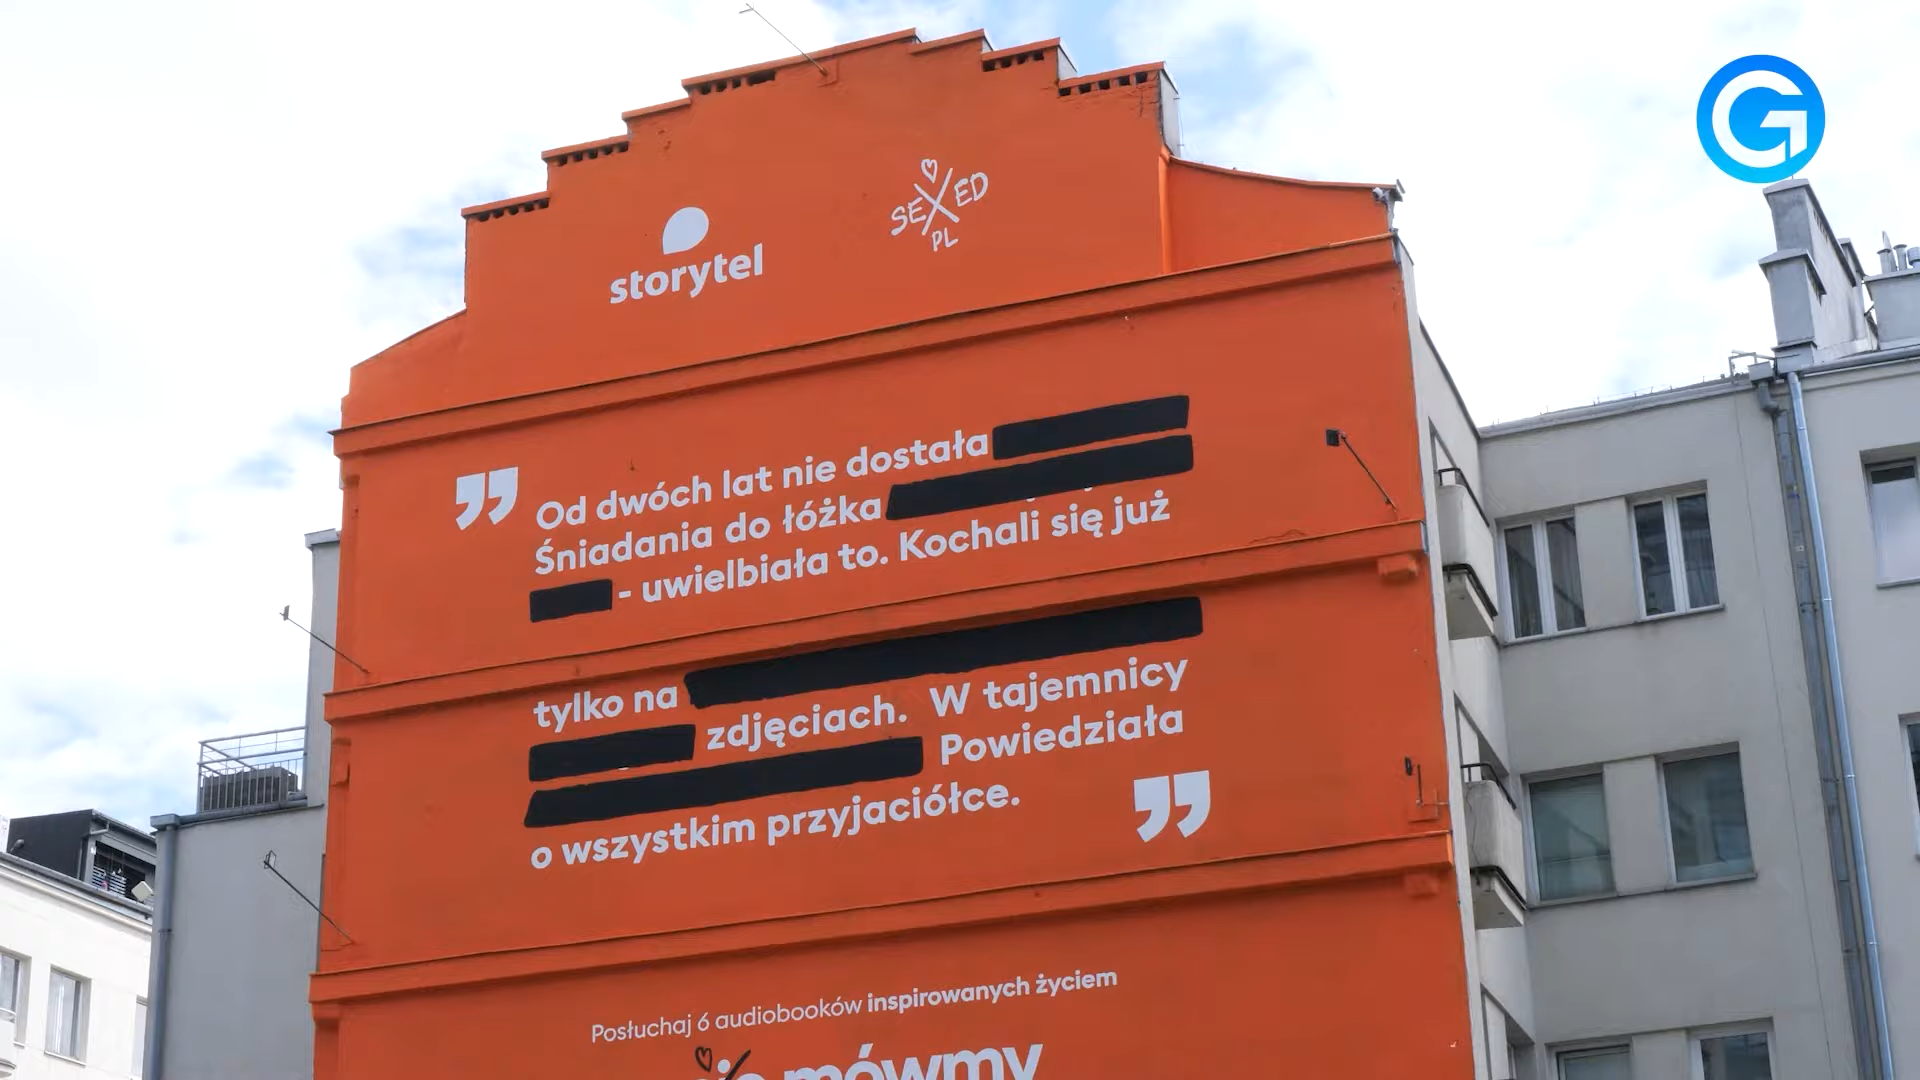 storytel
SEXED
PL
Od dwóch lat nie dostała
Śniadania do łóżka
- uwielbiała to. Kochali się już
tylko na
zdjęciach. W tajemnicy
Powiedziała
o wszystkim przyjaciółce.
Posłuchaj 6 audiobooków inspirowanych życiem
mówmy